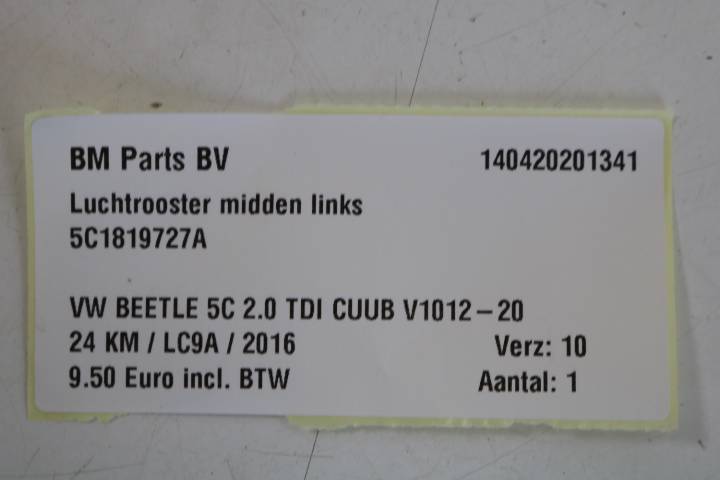 BM Parts BV 140420201341
Luchtrooster midden links
5C1819727A
VW BEETLE 5C 2.0 TDI CUUB V1012-20
24 KM / LC9A / 2016 Verz: 10
9.50 Euro incl. BTW Aantal: 1